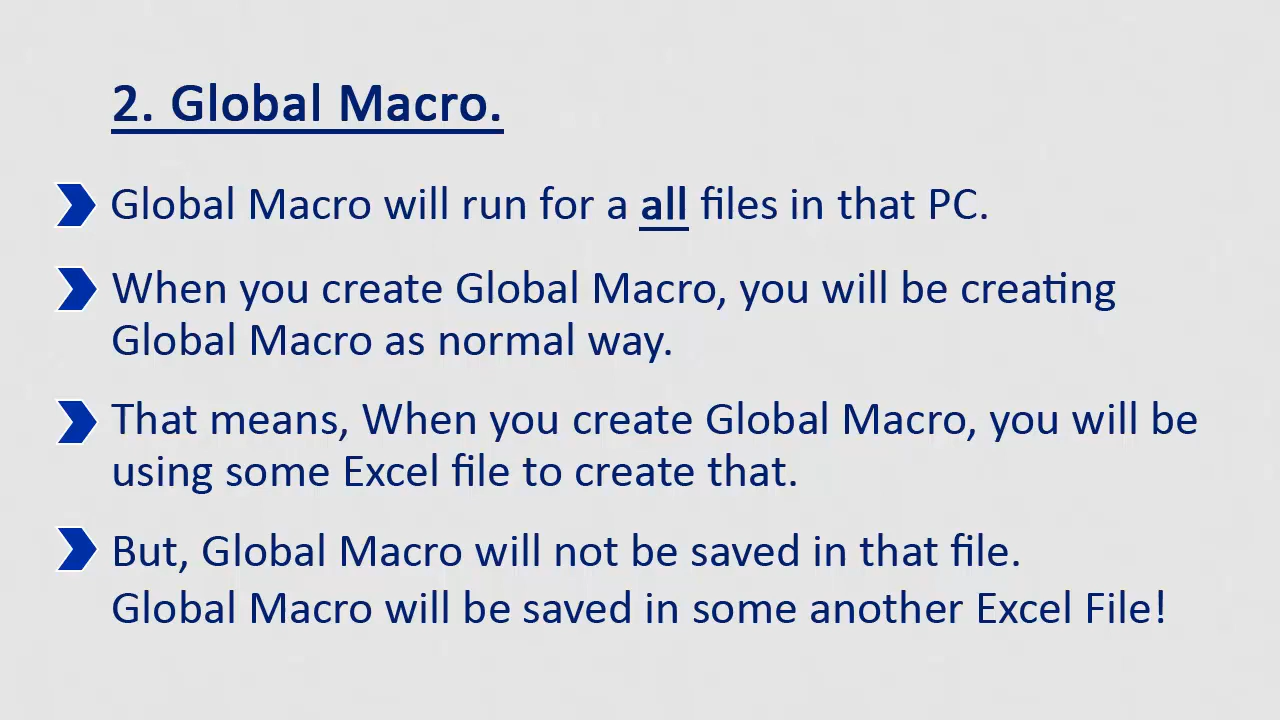 2. Global Macro.
Global Macro will run for a all files in that PC.
When you create Global Macro, you will be creating
Global Macro as normal way.
That means, When you create Global Macro, you will be
using some Excel file to create that.
But, Global Macro will not be saved in that file.
Global Macro will be saved in some another Excel File!